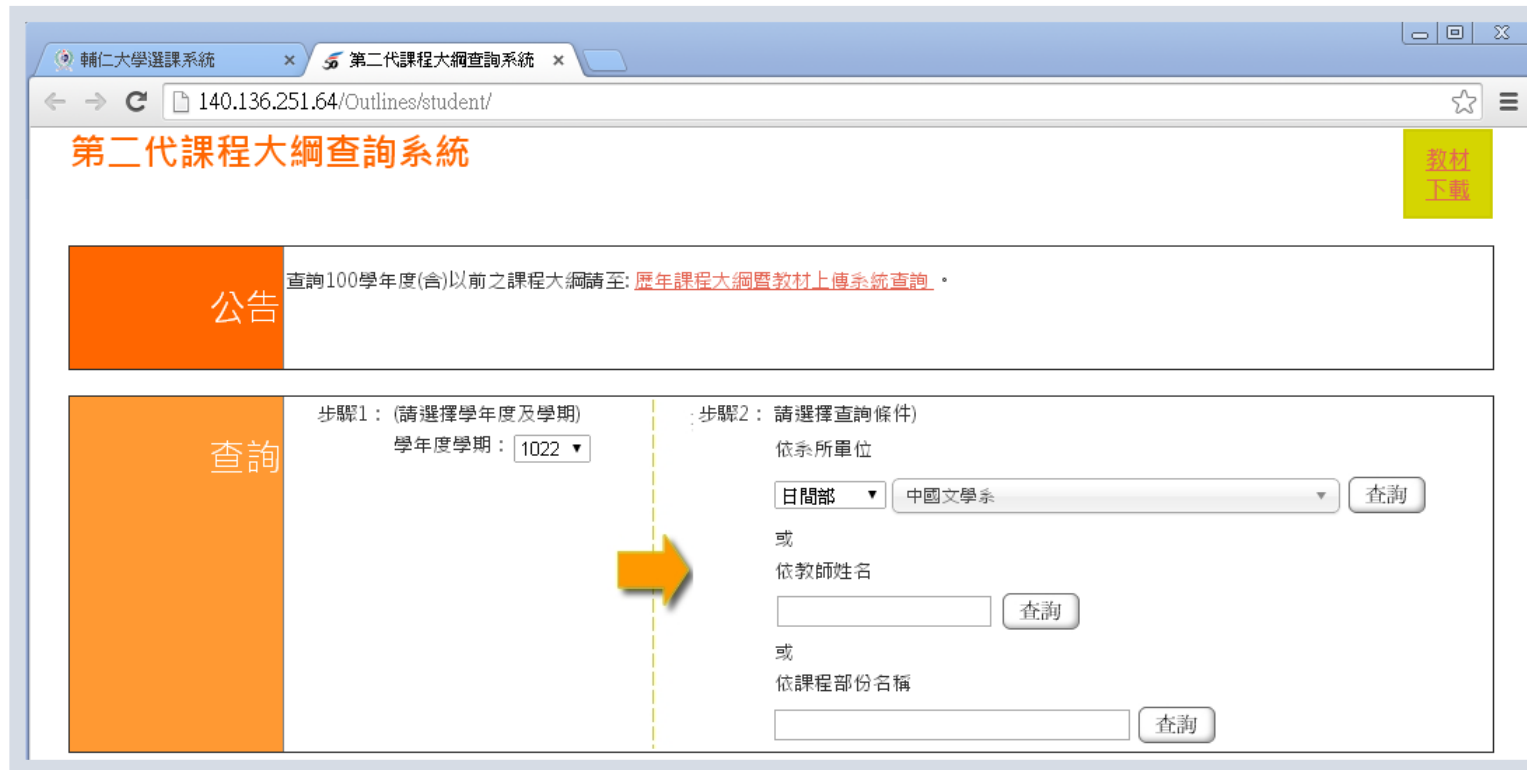 輔仁大學選課系統
第二代課程大綱查詢系統
140.136.251.64/Outlines/student/
第二代課程大綱查詢系統
教材
下載
公告
查詢100學年度(含)以前之課程大綱請至: 歷年課程大綱暨教材上傳系統查詢 。
查詢
步驟1： (請選擇學年度及學期)
學年度學期： 1022
步驟2： 請選擇查詢條件)
依系所單位
日間部 中國文學系 查詢
或
依教師姓名
查詢
或
依課程部份名稱
查詢